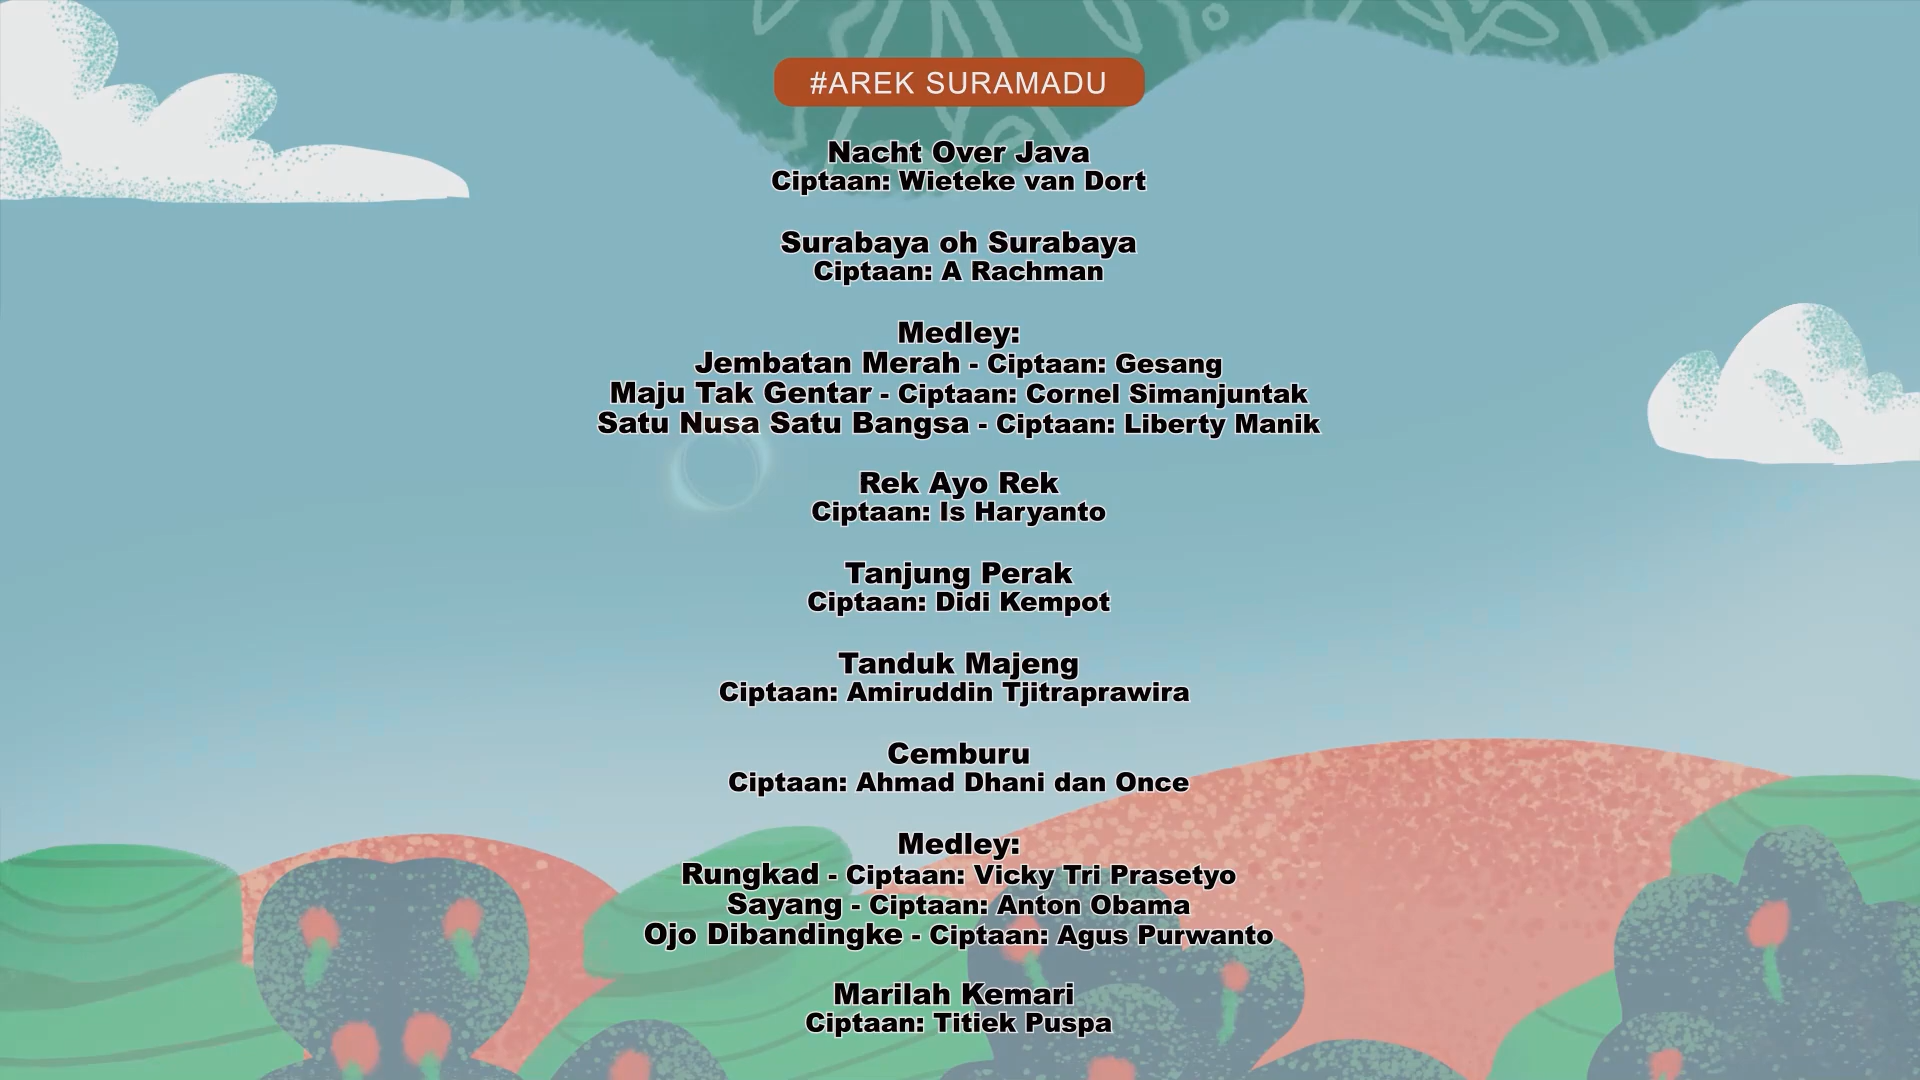 #AREK SURAMADU
Nacht Over Java
Ciptaan: Wieteke van Dort
Surabaya oh Surabaya
Ciptaan: A Rachman
Medley:
Jembatan Merah - Ciptaan: Gesang
Maju Tak Gentar - Ciptaan: Cornel Simanjuntak
Satu Nusa Satu Bangsa - Ciptaan: Liberty Manik
Rek Ayo Rek
Ciptaan: Is Haryanto
Tanjung Perak
Ciptaan: Didi Kempot
Tanduk Majeng
Ciptaan: Amiruddin Tjitraprawira
Cemburu
Ciptaan: Ahmad Dhani dan Once
Medley:
Rungkad - Ciptaan: Vicky Tri Prasetyo
Sayang - Ciptaan: Anton Obama
Ojo Dibandingke - Ciptaan: Agus Purwanto
Marilah Kemari
Ciptaan: Titiek Puspa